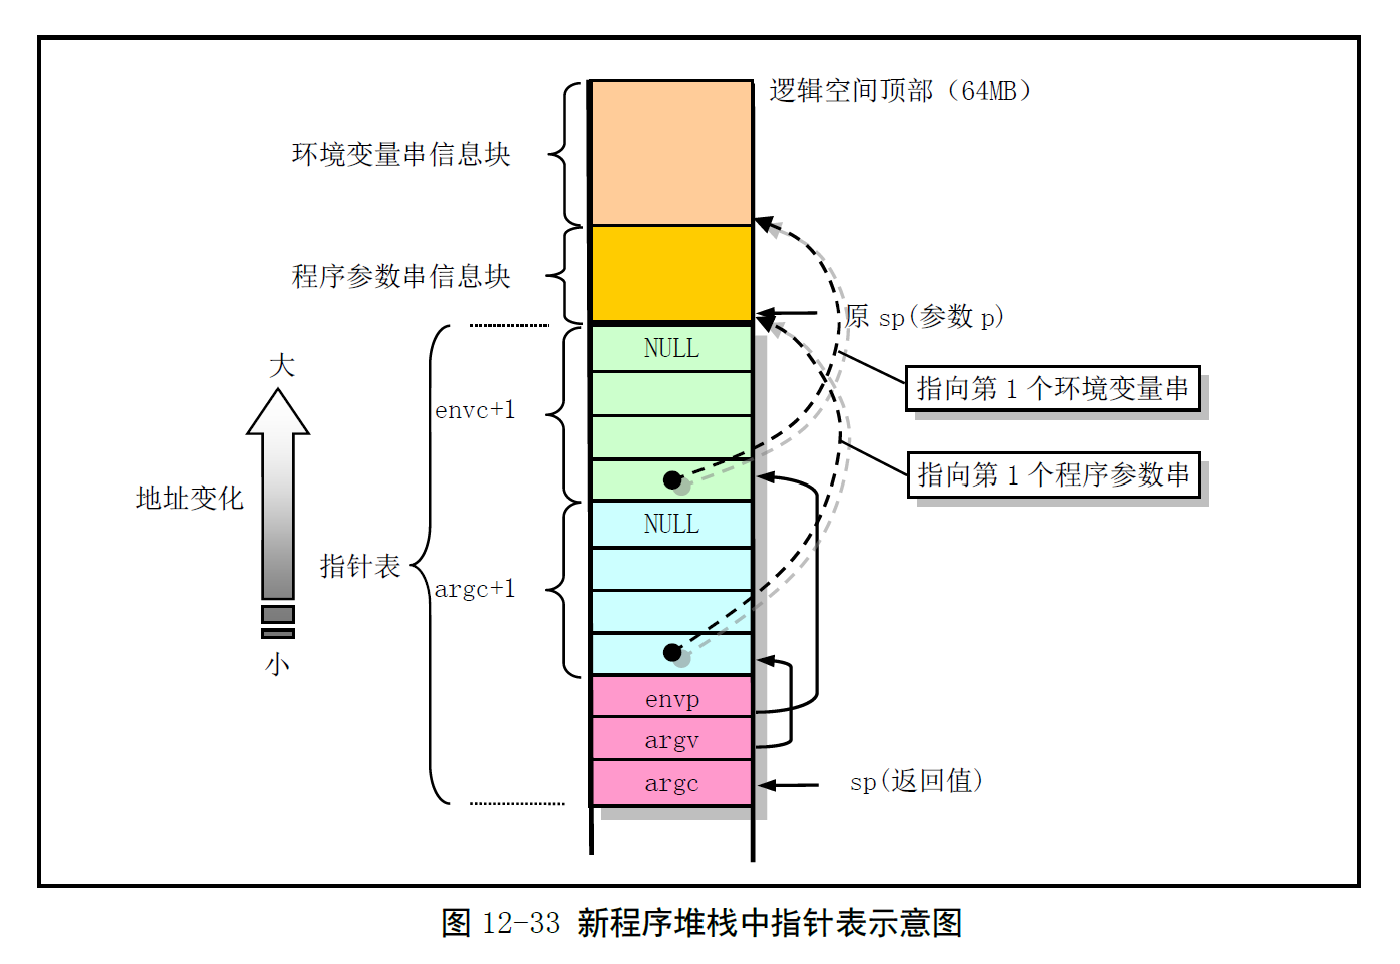 逻辑空间顶部（64MB）
环境变量串信息块
程序参数串信息块
原 sp(参数 p)
NULL
大
指向第 1 个环境变量串
envc+1
指向第 1 个程序参数串
地址变化
NULL
指针表
argc+1
小
envp
argv
argc
sp(返回值)
图 12-33 新程序堆栈中指针表示意图